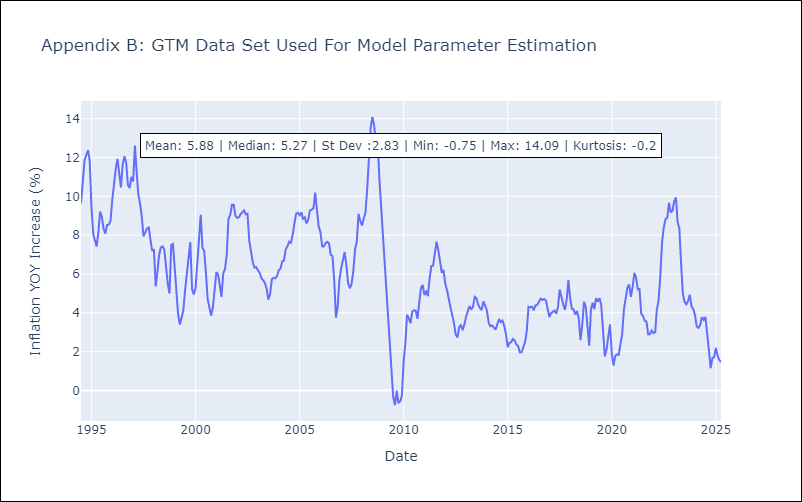 Appendix B: GTM Data Set Used For Model Parameter Estimation
Mean: 5.88 | Median: 5.27 | St Dev :2.83 | Min: -0.75 | Max: 14.09 | Kurtosis: -0.2
Inflation YOY Increase (%)
14
12
10
8
6
4
2
0
1995 2000 2005 2010 2015 2020 2025
Date